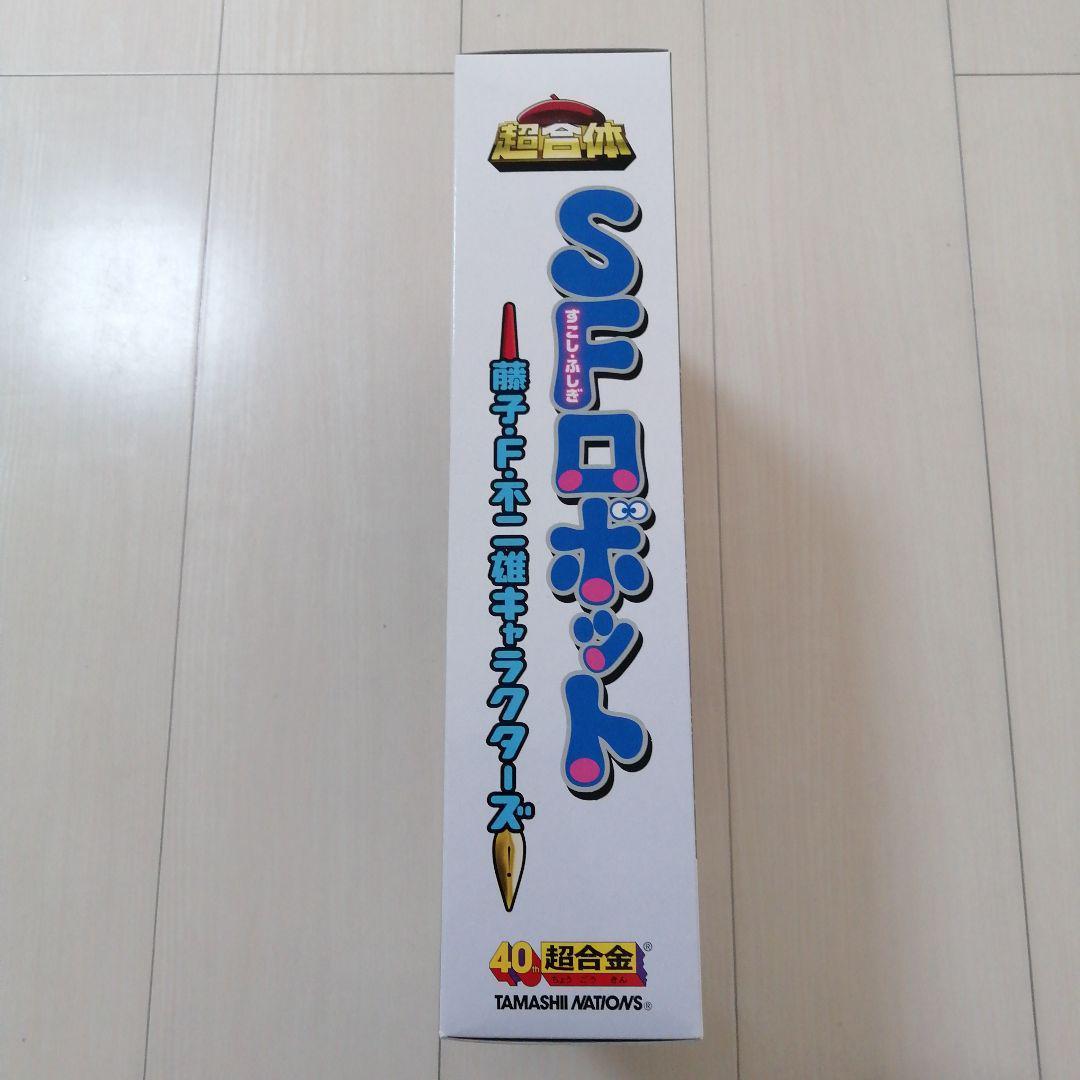 超合体
SFロボット
すこし・ふしぎ
藤子・F・不二雄キャラクターズ
40th 超合金®
ちょう ごう きん
TAMASHII NATIONS®